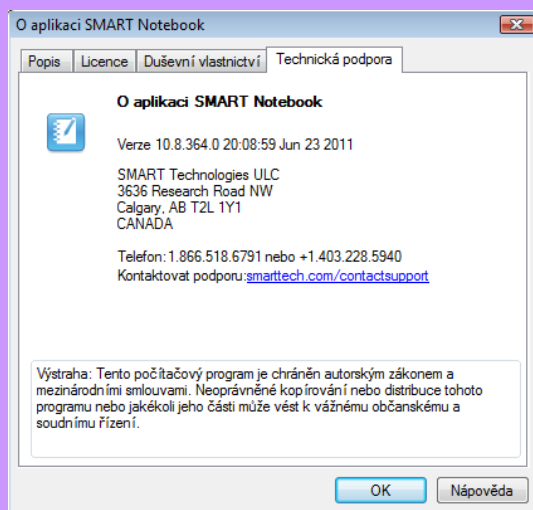 O aplikaci SMART Notebook
Popis Licence Duševní vlastnictví Technická podpora
O aplikaci SMART Notebook
Verze 10.8.364.0 20:08:59 Jun 23 2011
SMART Technologies ULC
3636 Research Road NW
Calgary, AB T2L 1Y1
CANADA
Telefon: 1.866.518.6791 nebo +1.403.228.5940
Kontaktovat podporu:smarttech.com/contactsupport
Výstraha: Tento počítačový program je chráněn autorským zákonem a
mezinárodními smlouvami. Neoprávněné kopírování nebo distribuce tohoto
programu nebo jakékoli jeho části může vést k vážnému občanskému a
soudnímu řízení.
OK Nápověda